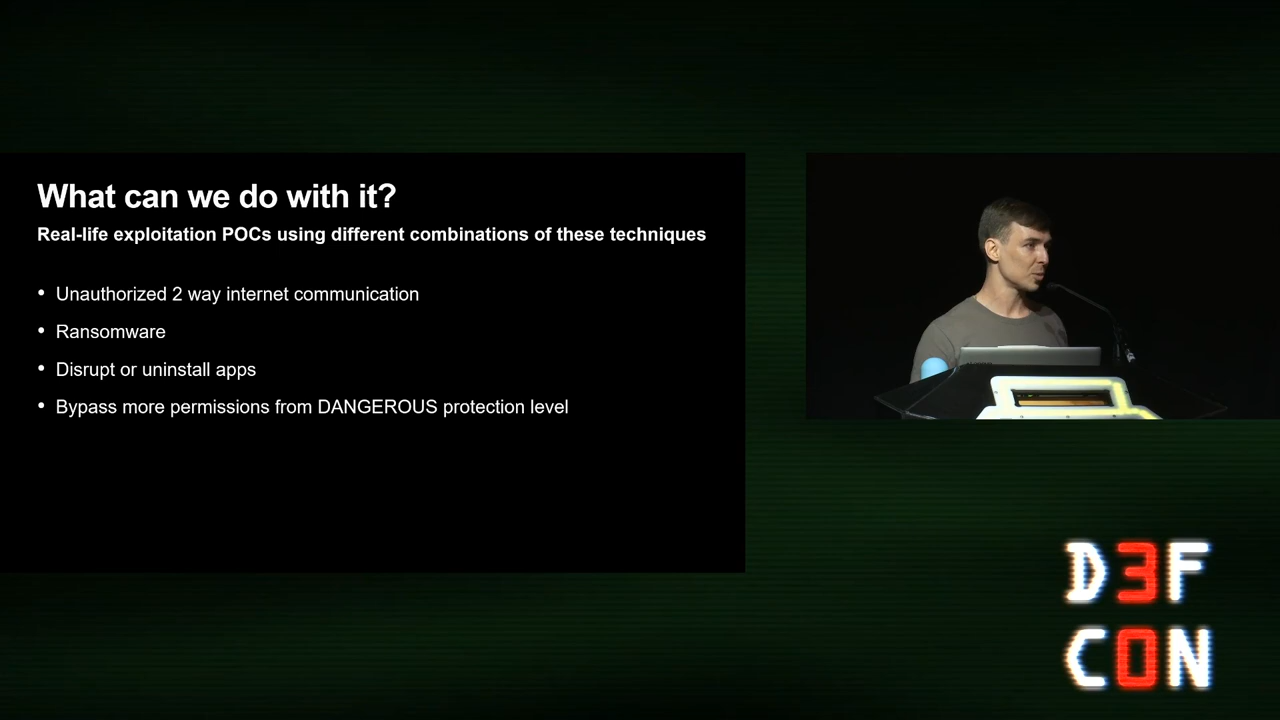 What can we do with it?
Real-life exploitation POCs using different combinations of these techniques
• Unauthorized 2 way internet communication
• Ransomware
• Disrupt or uninstall apps
• Bypass more permissions from DANGEROUS protection level
D3F
C0N